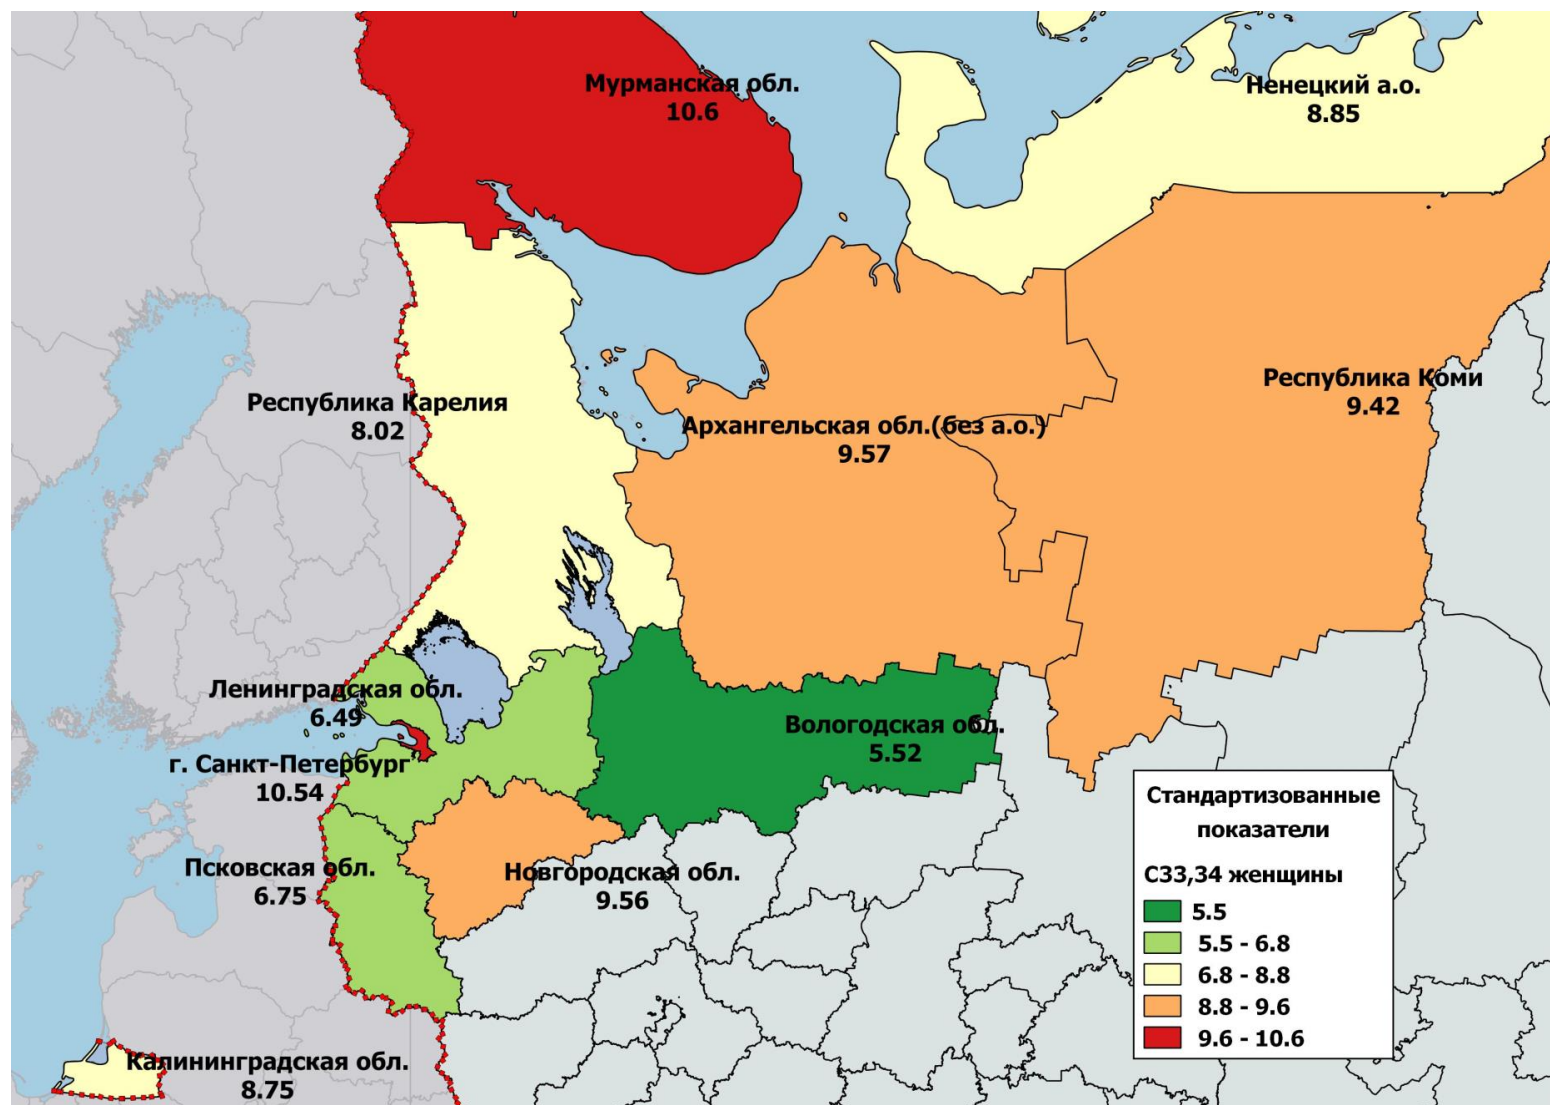 Мурманская обл.
10.6
Ненецкий а.о.
8.85
Республика Карелия
8.02
Архангельская обл.(без а.о.)
9.57
Республика Коми
9.42
Ленинградская обл.
6.49
г. Санкт-Петербург
10.54
Вологодская обл.
5.52
Псковская обл.
6.75
Новгородская обл.
9.56
Калининградская обл.
8.75
Стандартизованные
показатели
С33,34 женщины
5.5
5.5 - 6.8
6.8 - 8.8
8.8 - 9.6
9.6 - 10.6